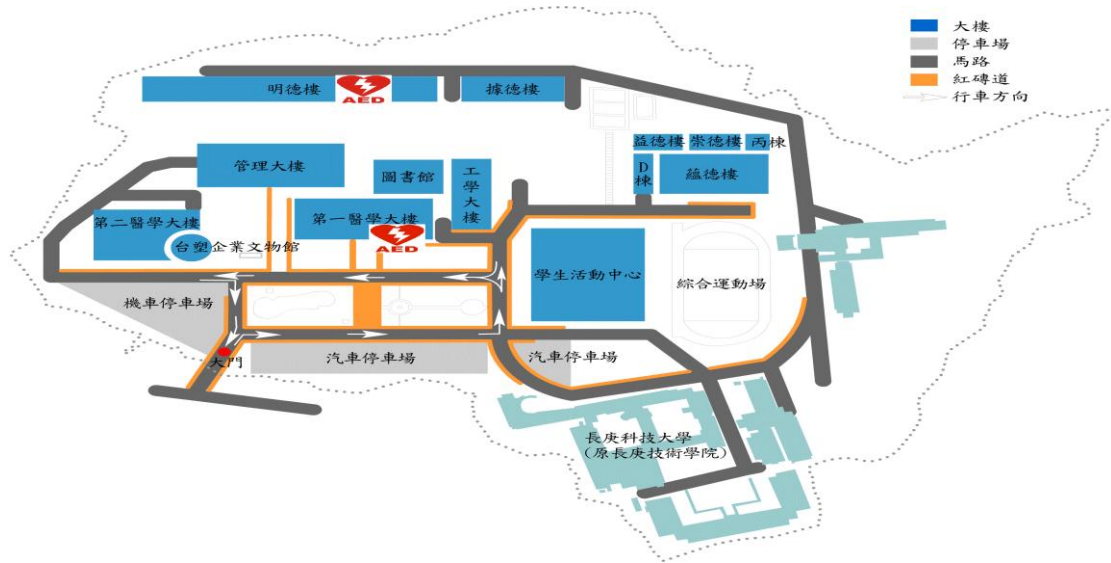 大樓
停車場
馬路
紅磚道
行車方向
明德樓
AED
據德樓
益德樓
崇德樓
丙棟
管理大樓
圖書館
工學大樓
D棟
蘊德樓
第二醫學大樓
第一醫學大樓
AED
台塑企業文物館
學生活動中心
綜合運動場
機車停車場
大門
汽車停車場
汽車停車場
長庚科技大學
(原長庚技術學院)